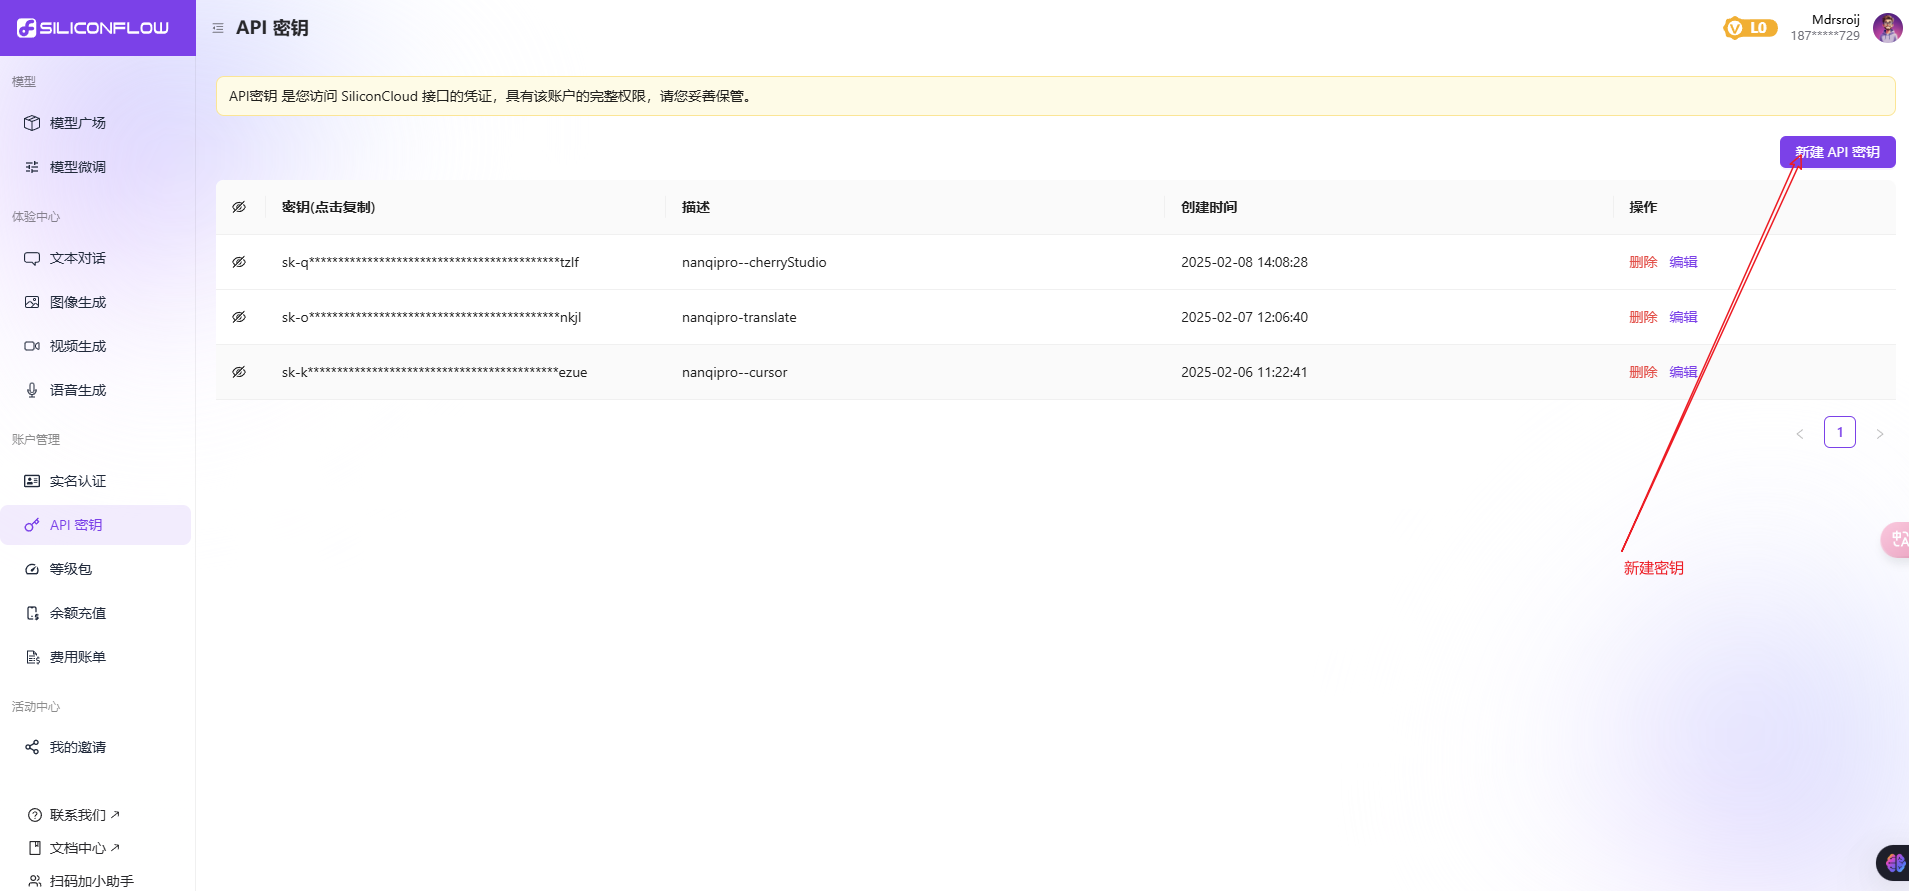 SILICONFLOW
API 密钥
L0
Mdrsroij
187*****729
模型
模型广场
模型微调
体验中心
文本对话
图像生成
视频生成
语音生成
账户管理
实名认证
API 密钥
等级包
余额充值
费用账单
活动中心
我的邀请
联系我们
文档中心
扫码加小助手
API密钥 是您访问 SiliconCloud 接口的凭证，具有该账户的完整权限，请您妥善保管。
新建 API 密钥
密钥(点击复制) 描述 创建时间 操作
sk-q*******************************************tzlf nanqipro--cherryStudio 2025-02-08 14:08:28 删除 编辑
sk-o*******************************************nkjl nanqipro-translate 2025-02-07 12:06:40 删除 编辑
sk-k*******************************************ezue nanqipro--cursor 2025-02-06 11:22:41 删除 编辑
1
新建密钥